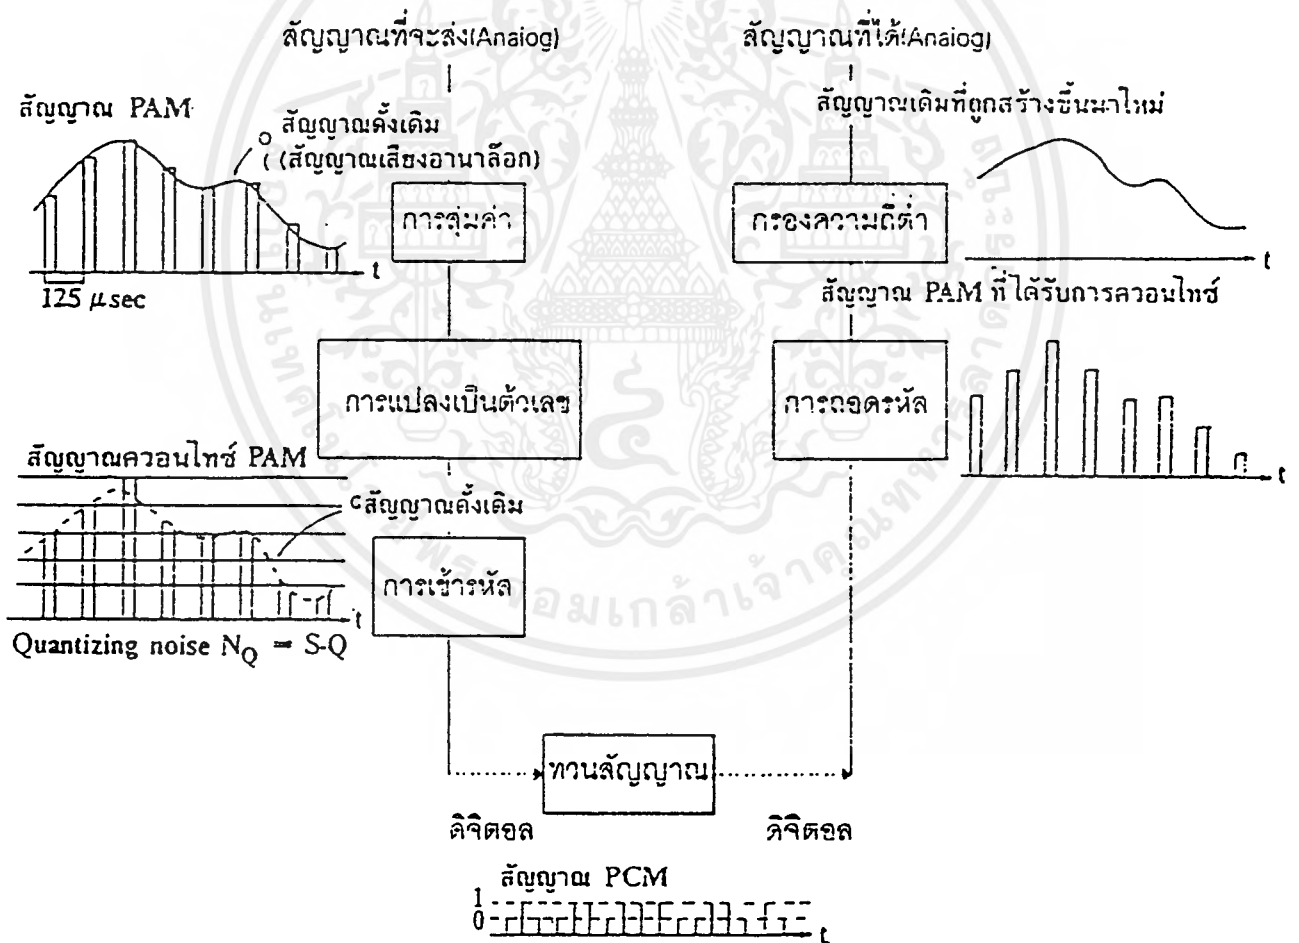 สัญญาณที่จะส่ง(Anaiog)
สัญญาณที่ได้(Anaiog)
สัญญาณ PAM
สัญญาณดั้งเดิม
(สัญญาณเสียงอานาล็อก)
125 μsec
t
การสุ่มค่า
สัญญาณเดิมที่ถูกสร้างขึ้นมาใหม่
กรองความถี่ต่ำ
t
การแปลงเป็นตัวเลข
สัญญาณ PAM ที่ได้รับการควอนไทซ์
การถอดรหัส
t
สัญญาณควอนไทซ์ PAM
สัญญาณดั้งเดิม
t
Quantizing noise NQ = S-Q
การเข้ารหัส
ทวนสัญญาณ
ดิจิตอล
ดิจิตอล
สัญญาณ PCM
1
0
t